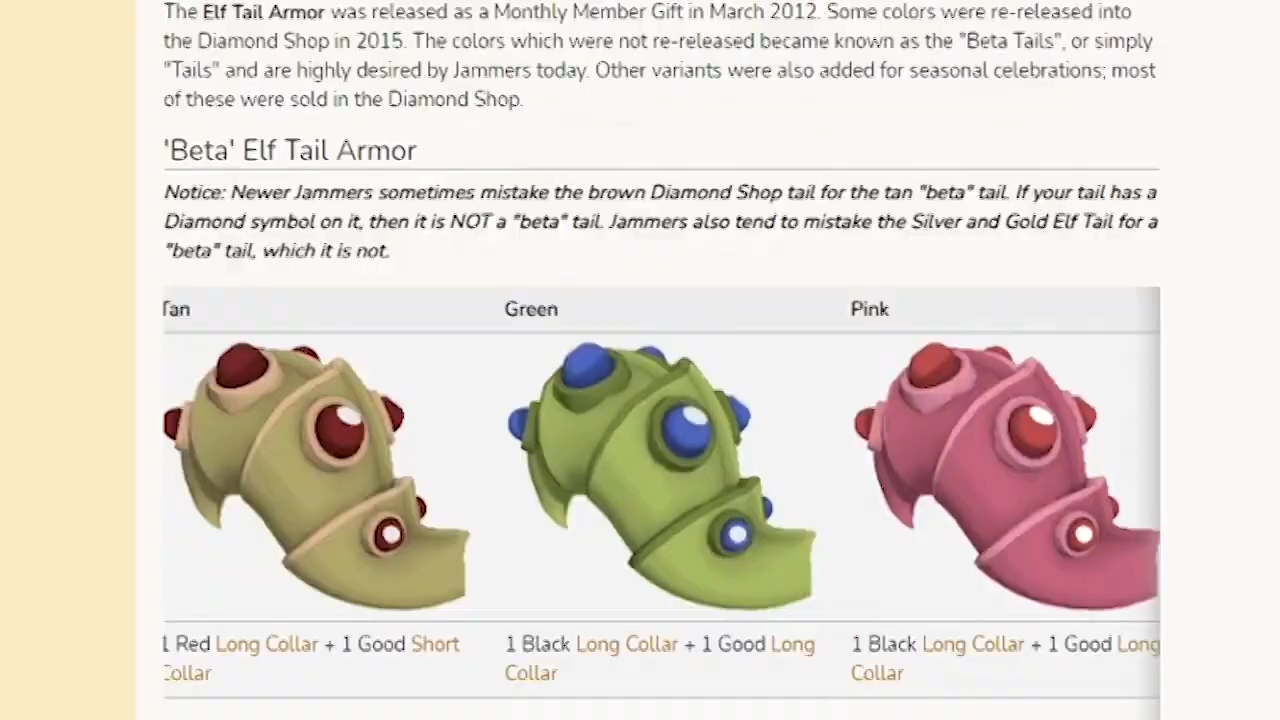 The Elf Tail Armor was released as a Monthly Member Gift in March 2012. Some colors were re-released into
the Diamond Shop in 2015. The colors which were not re-released became known as the "Beta Tails", or simply
"Tails" and are highly desired by Jammers today. Other variants were also added for seasonal celebrations; most
of these were sold in the Diamond Shop.
'Beta' Elf Tail Armor
Notice: Newer Jammers sometimes mistake the brown Diamond Shop tail for the tan "beta" tail. If your tail has a
Diamond symbol on it, then it is NOT a "beta" tail. Jammers also tend to mistake the Silver and Gold Elf Tail for a
"beta" tail, which it is not.
Tan Green Pink
1 Red Long Collar + 1 Good Short
Collar
1 Black Long Collar + 1 Good Long
Collar
1 Black Long Collar + 1 Good Long
Collar